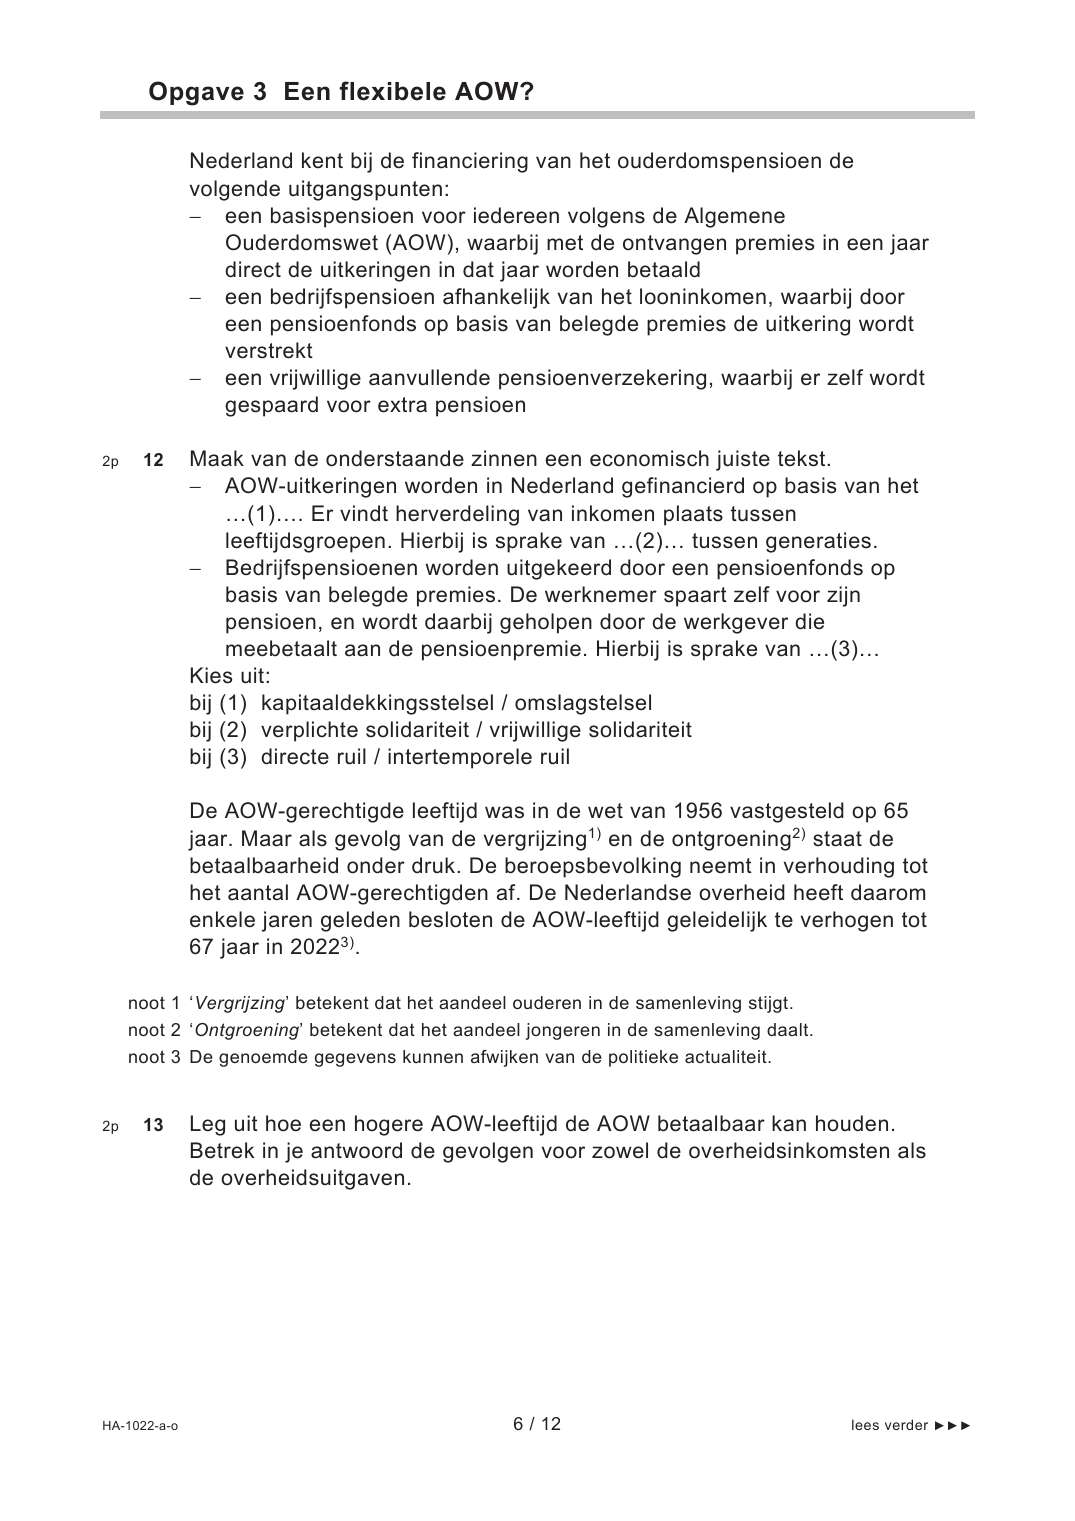 Opgave 3  Een flexibele AOW?
Nederland kent bij de financiering van het ouderdomspensioen de
volgende uitgangspunten:
– een basispensioen voor iedereen volgens de Algemene
Ouderdomswet (AOW), waarbij met de ontvangen premies in een jaar
direct de uitkeringen in dat jaar worden betaald
– een bedrijfspensioen afhankelijk van het looninkomen, waarbij door
een pensioenfonds op basis van belegde premies de uitkering wordt
verstrekt
– een vrijwillige aanvullende pensioenverzekering, waarbij er zelf wordt
gespaard voor extra pensioen
2p 12 Maak van de onderstaande zinnen een economisch juiste tekst.
– AOW-uitkeringen worden in Nederland gefinancierd op basis van het
…(1)…. Er vindt herverdeling van inkomen plaats tussen
leeftijdsgroepen. Hierbij is sprake van …(2)… tussen generaties.
– Bedrijfspensioenen worden uitgekeerd door een pensioenfonds op
basis van belegde premies. De werknemer spaart zelf voor zijn
pensioen, en wordt daarbij geholpen door de werkgever die
meebetaalt aan de pensioenpremie. Hierbij is sprake van …(3)…
Kies uit:
bij (1) kapitaaldekkingsstelsel / omslagstelsel
bij (2) verplichte solidariteit / vrijwillige solidariteit
bij (3) directe ruil / intertemporele ruil
De AOW-gerechtigde leeftijd was in de wet van 1956 vastgesteld op 65
jaar. Maar als gevolg van de vergrijzing1) en de ontgroening2) staat de
betaalbaarheid onder druk. De beroepsbevolking neemt in verhouding tot
het aantal AOW-gerechtigden af. De Nederlandse overheid heeft daarom
enkele jaren geleden besloten de AOW-leeftijd geleidelijk te verhogen tot
67 jaar in 20223).
noot 1 ‘Vergrijzing’ betekent dat het aandeel ouderen in de samenleving stijgt.
noot 2 ‘Ontgroening’ betekent dat het aandeel jongeren in de samenleving daalt.
noot 3 De genoemde gegevens kunnen afwijken van de politieke actualiteit.
2p 13 Leg uit hoe een hogere AOW-leeftijd de AOW betaalbaar kan houden.
Betrek in je antwoord de gevolgen voor zowel de overheidsinkomsten als
de overheidsuitgaven.
HA-1022-a-o 6 / 12 lees verder ►►►